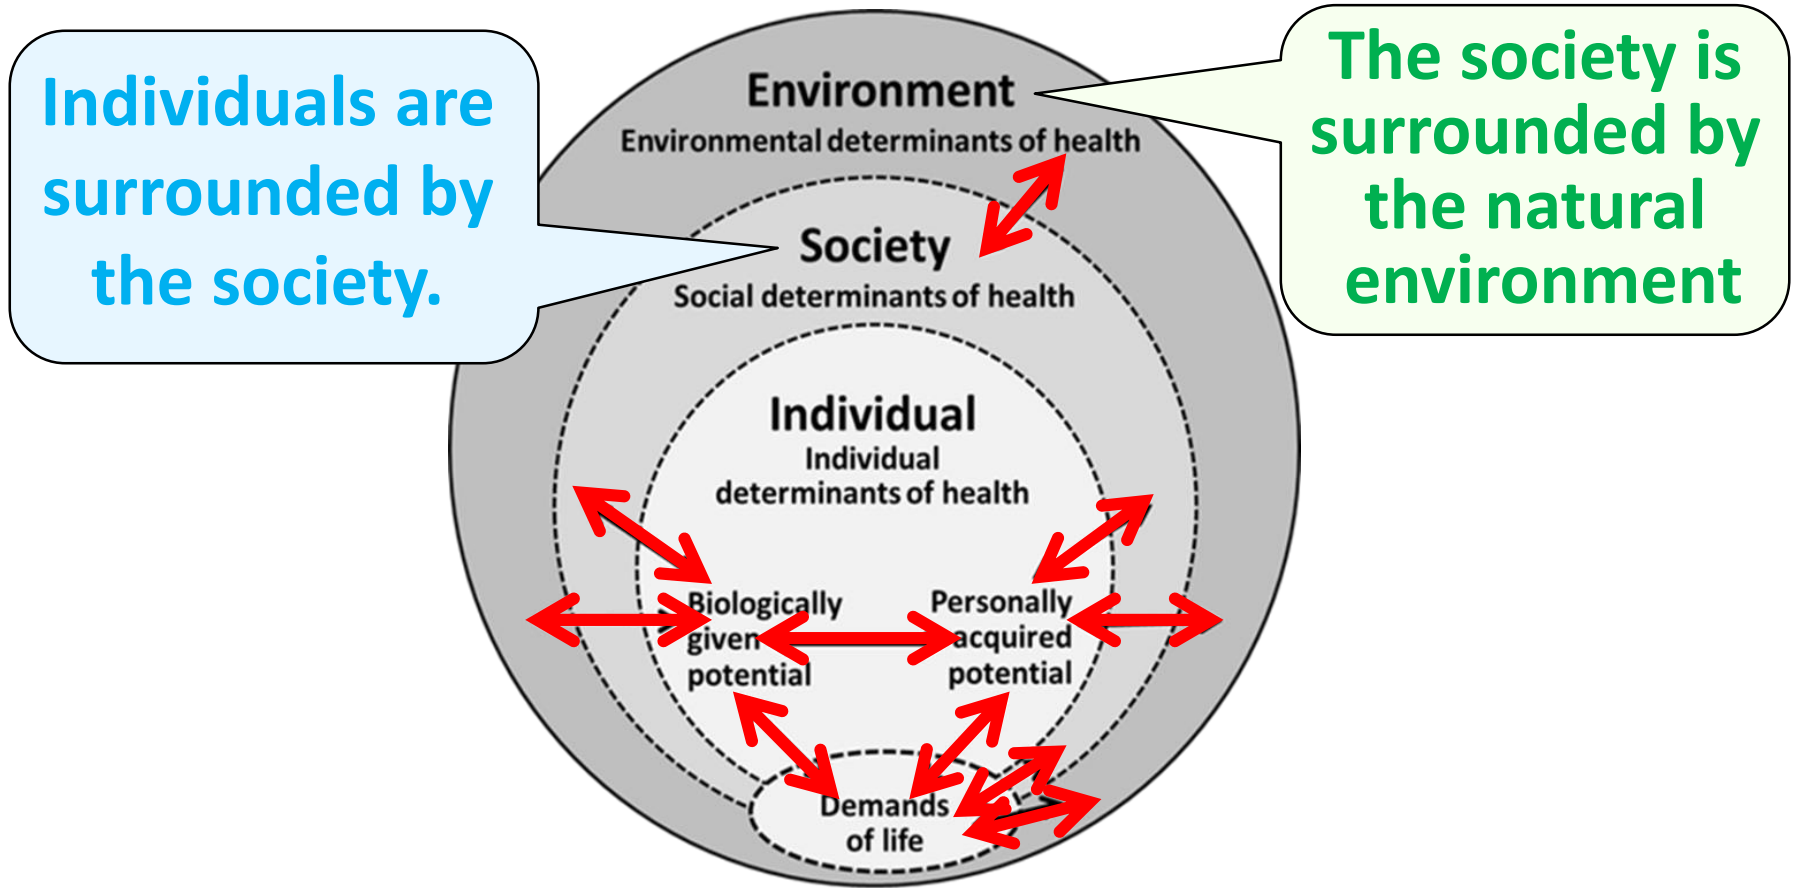 Individuals are
surrounded by
the society.
The society is
surrounded by
the natural
environment
Environment
Environmental determinants of health
Society
Social determinants of health
Individual
Individual
determinants of health
Biologically
given
potential
Personally
acquired
potential
Demands
of life